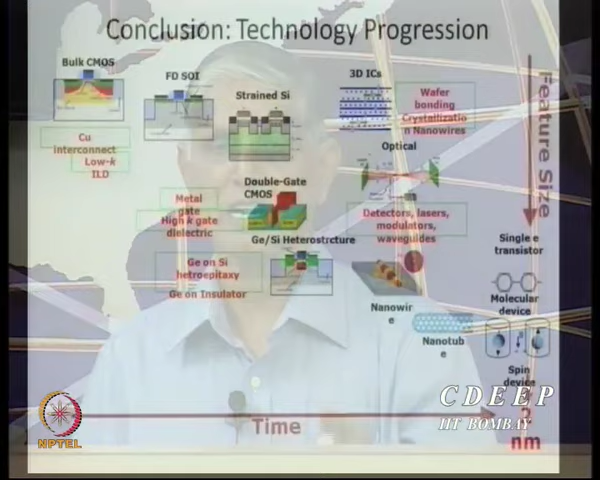 Conclusion: Technology Progression
Bulk CMOS
FD SOI
Strained Si
3D ICs
Wafer
bonding
Crystallizatio
n Nanowires
Cu
interconnect
Low-k
ILD
Optical
Feature Size
Double-Gate
CMOS
Metal
gate
High k gate
dielectric
Detectors, lasers,
modulators,
waveguides
Ge/Si Heterostrcture
Single e
transistor
Ge on Si
hetroepitaxy
Ge on Insulator
Molecular
device
Nanowir
e
Nanotub
e
Spin
device
CDEEP
IIT BOMBAY
Time
?
nm
NPTEL